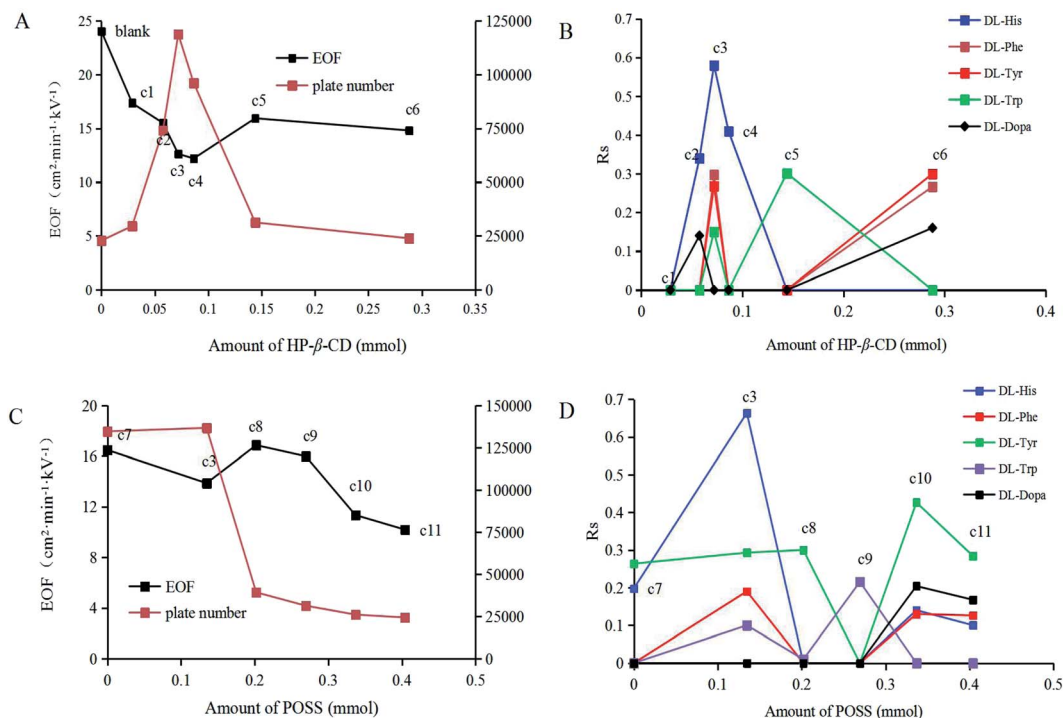 A
25
20
15
10
5
0
EOF ( cm²·min⁻¹·kV⁻¹)
125000
100000
75000
50000
25000
0
blank
c1
c2
c3
c4
c5
c6
EOF
plate number
0 0.05 0.1 0.15 0.2 0.25 0.3 0.35
Amount of HP-β-CD (mmol)
B
0.7
0.6
0.5
0.4
0.3
0.2
0.1
0
Rs
c1
c2
c3
c4
c5
c6
DL-His
DL-Phe
DL-Tyr
DL-Trp
DL-Dopa
0 0.1 0.2 0.3 0.4
Amount of HP-β-CD (mmol)
C
20
16
12
8
4
0
EOF (cm²·min⁻¹·kV⁻¹)
150000
125000
100000
75000
50000
25000
0
c7
c3
c8
c9
c10
c11
EOF
plate number
0 0.1 0.2 0.3 0.4 0.5
Amount of POSS (mmol)
D
0.7
0.6
0.5
0.4
0.3
0.2
0.1
0
Rs
c7
c3
c8
c9
c10
c11
DL-His
DL-Phe
DL-Tyr
DL-Trp
DL-Dopa
0 0.1 0.2 0.3 0.4 0.5
Amount of POSS (mmol)